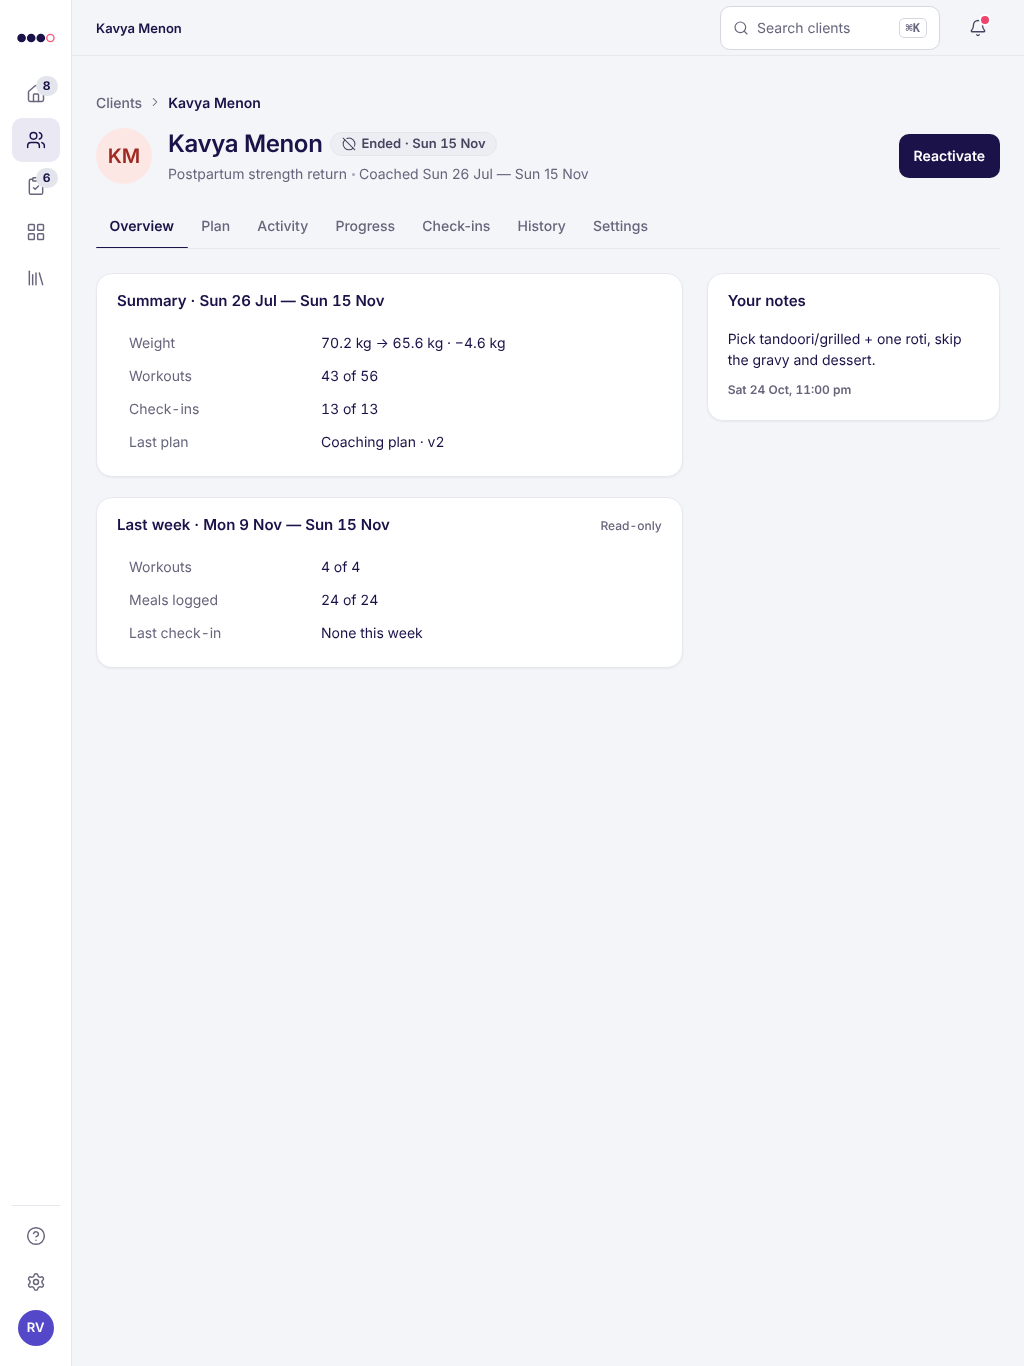 Kavya Menon
Search clients
⌘K
8
6
Clients
Kavya Menon
KM
Kavya Menon
Ended · Sun 15 Nov
Postpartum strength return · Coached Sun 26 Jul — Sun 15 Nov
Reactivate
Overview
Plan
Activity
Progress
Check-ins
History
Settings
Summary · Sun 26 Jul — Sun 15 Nov
Weight
70.2 kg → 65.6 kg · −4.6 kg
Workouts
43 of 56
Check-ins
13 of 13
Last plan
Coaching plan · v2
Your notes
Pick tandoori/grilled + one roti, skip
the gravy and dessert.
Sat 24 Oct, 11:00 pm
Last week · Mon 9 Nov — Sun 15 Nov
Read-only
Workouts
4 of 4
Meals logged
24 of 24
Last check-in
None this week
RV